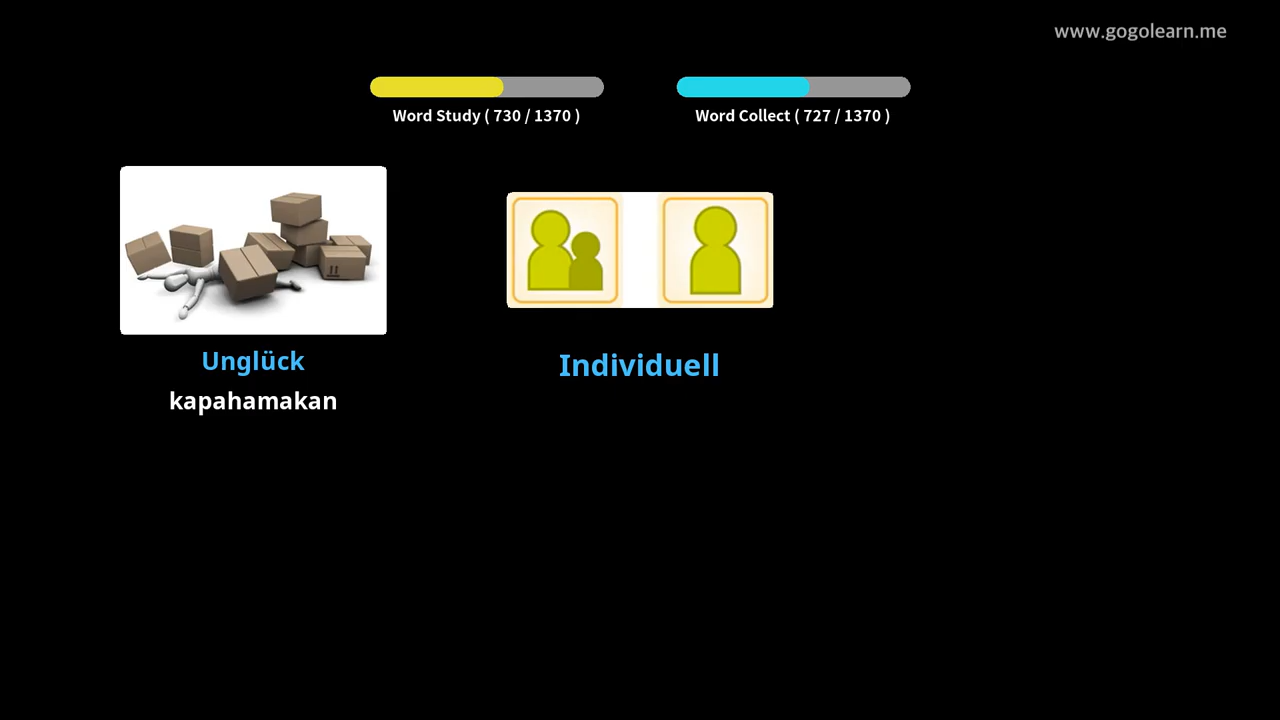 www.gogolearn.me
Word Study ( 730 / 1370 )
Word Collect ( 727 / 1370 )
Unglück
kapahamakan
Individuell